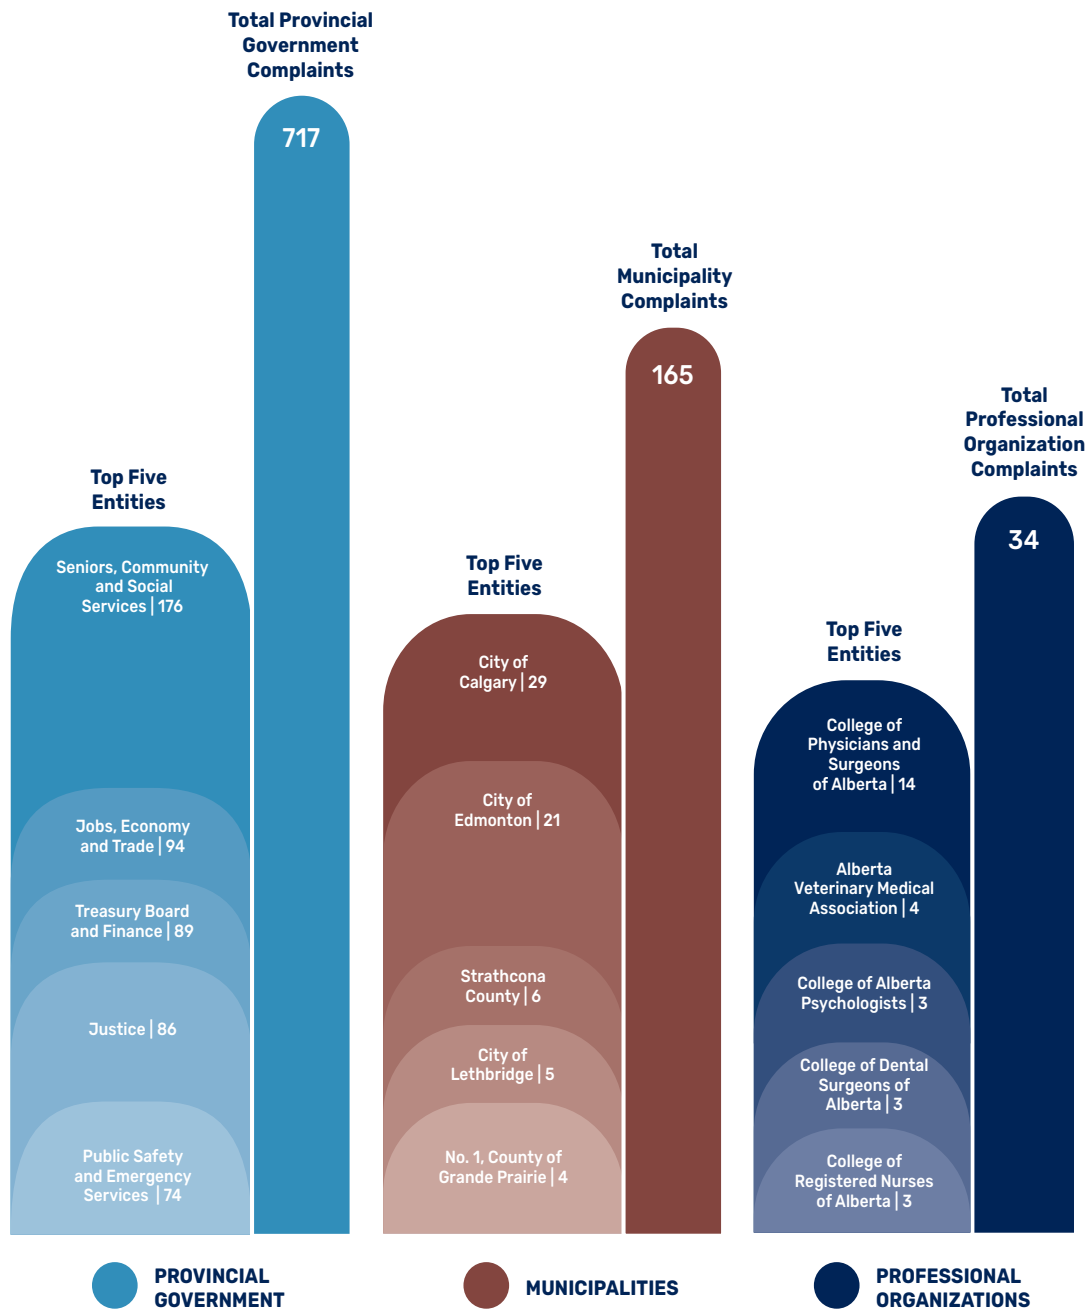 Total Provincial
Government
Complaints
717
Top Five
Entities
Seniors, Community
and Social
Services | 176
Jobs, Economy
and Trade | 94
Treasury Board
and Finance | 89
Justice | 86
Public Safety
and Emergency
Services | 74
Total
Municipality
Complaints
165
Top Five
Entities
City of
Calgary | 29
City of
Edmonton | 21
Strathcona
County | 6
City of
Lethbridge | 5
No. 1, County of
Grande Prairie | 4
Total
Professional
Organization
Complaints
34
Top Five
Entities
College of
Physicians and
Surgeons
of Alberta | 14
Alberta
Veterinary Medical
Association | 4
College of Alberta
Psychologists | 3
College of Dental
Surgeons of
Alberta | 3
College of
Registered Nurses
of Alberta | 3
PROVINCIAL
GOVERNMENT
MUNICIPALITIES
PROFESSIONAL
ORGANIZATIONS